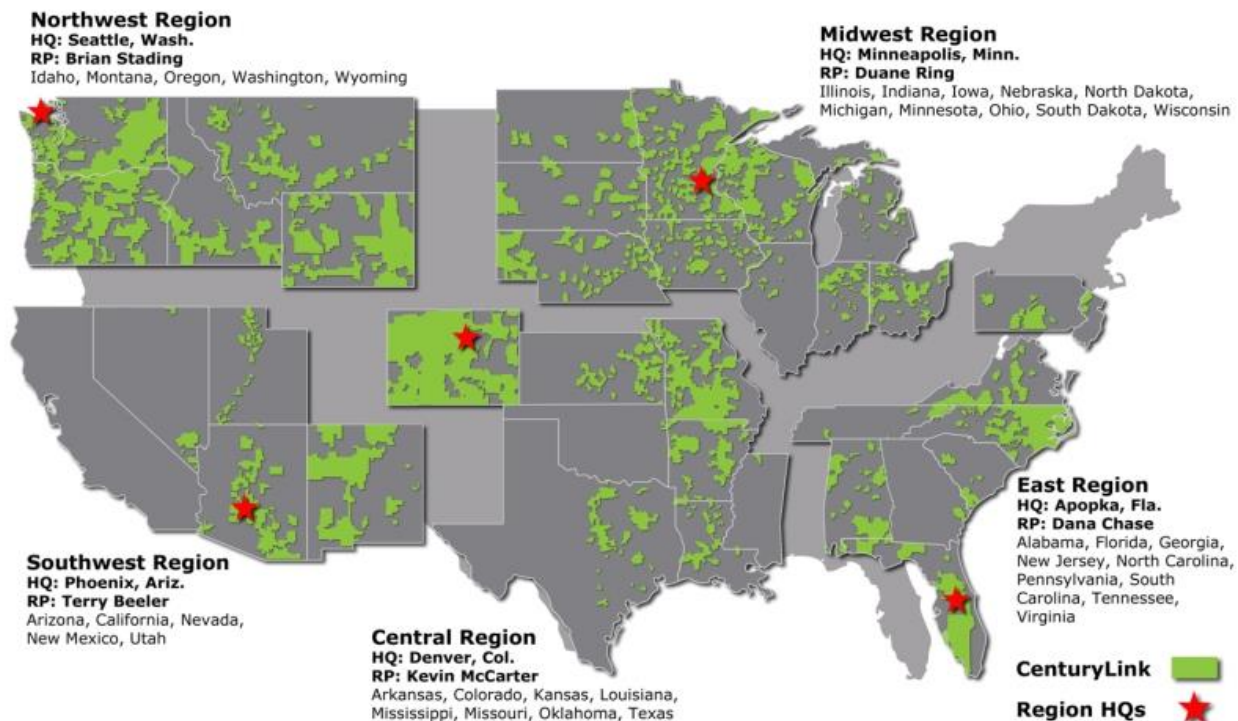 Northwest Region
HQ: Seattle, Wash.
RP: Brian Stading
Idaho, Montana, Oregon, Washington, Wyoming
Midwest Region
HQ: Minneapolis, Minn.
RP: Duane Ring
Illinois, Indiana, Iowa, Nebraska, North Dakota,
Michigan, Minnesota, Ohio, South Dakota, Wisconsin
Southwest Region
HQ: Phoenix, Ariz.
RP: Terry Beeler
Arizona, California, Nevada,
New Mexico, Utah
Central Region
HQ: Denver, Col.
RP: Kevin McCarter
Arkansas, Colorado, Kansas, Louisiana,
Mississippi, Missouri, Oklahoma, Texas
East Region
HQ: Apopka, Fla.
RP: Dana Chase
Alabama, Florida, Georgia,
New Jersey, North Carolina,
Pennsylvania, South
Carolina, Tennessee,
Virginia
CenturyLink
Region HQs